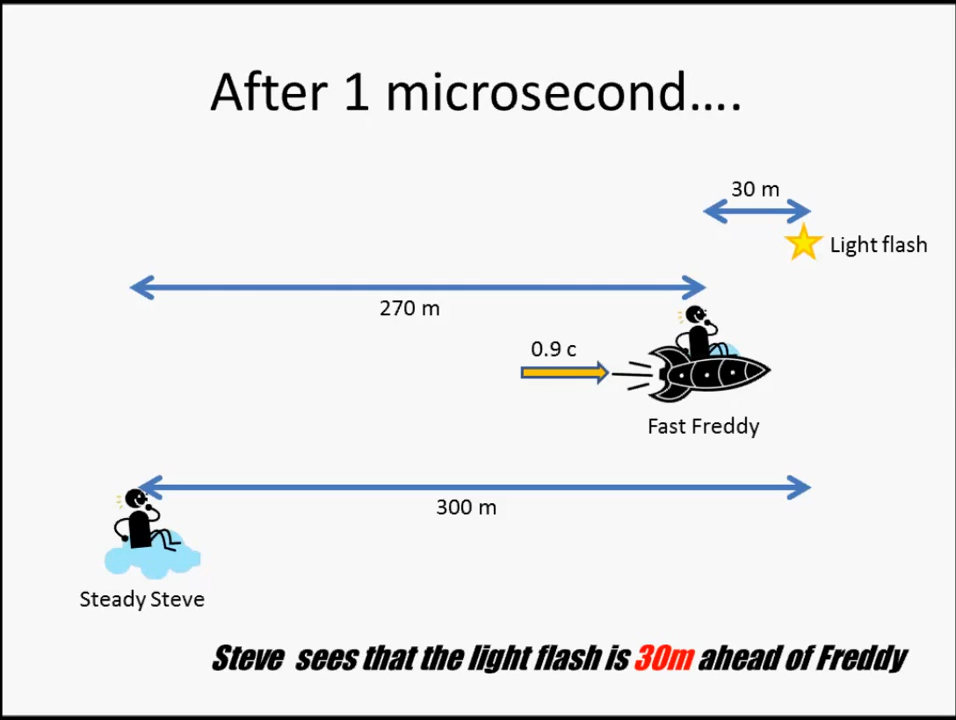 After 1 microsecond....
30 m
Light flash
270 m
0.9 c
Fast Freddy
300 m
Steady Steve
Steve sees that the light flash is 30m ahead of Freddy